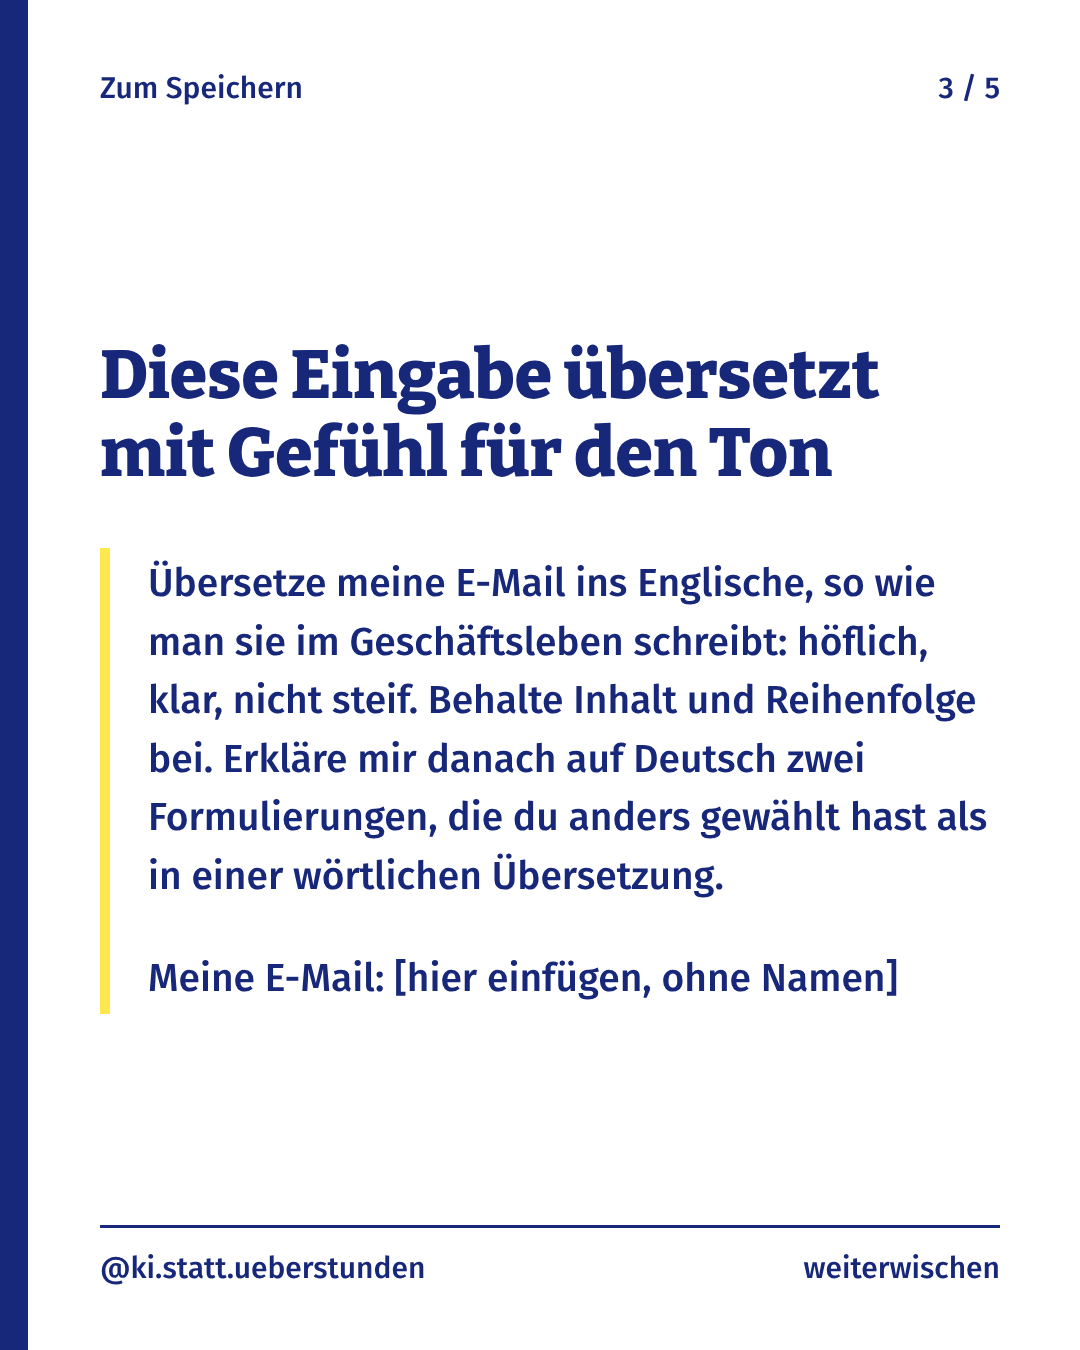 Zum Speichern
3 / 5
Diese Eingabe übersetzt
mit Gefühl für den Ton
Übersetze meine E-Mail ins Englische, so wie
man sie im Geschäftsleben schreibt: höflich,
klar, nicht steif. Behalte Inhalt und Reihenfolge
bei. Erkläre mir danach auf Deutsch zwei
Formulierungen, die du anders gewählt hast als
in einer wörtlichen Übersetzung.
Meine E-Mail: [hier einfügen, ohne Namen]
@ki.statt.ueberstunden
weiterwischen